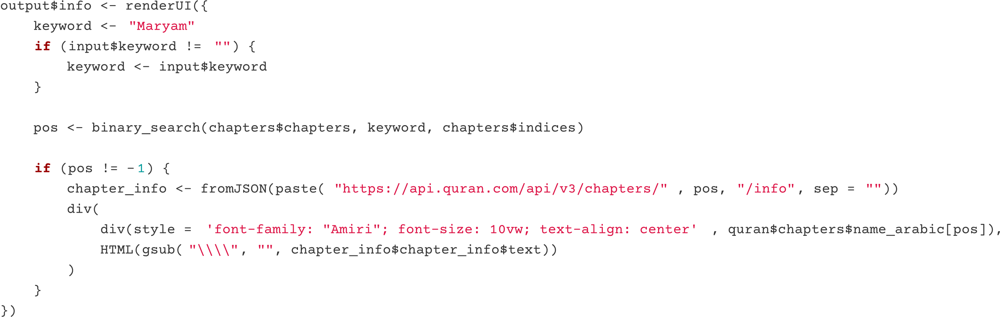 output$info <- renderUI({
    keyword <- "Maryam"
    if (input$keyword != "") {
        keyword <- input$keyword
    }
    pos <- binary_search(chapters$chapters, keyword, chapters$indices)
    if (pos != -1) {
        chapter_info <- fromJSON(paste("https://api.quran.com/api/v3/chapters/" , pos, "/info", sep = ""))
        div(
            div(style = 'font-family: "Amiri"; font-size: 10vw; text-align: center' , quran$chapters$name_arabic[pos]),
            HTML(gsub("\\\\", "", chapter_info$chapter_info$text))
        )
    }
})